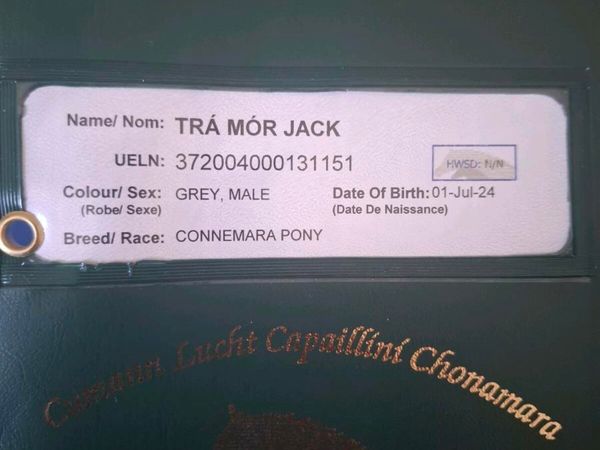 Name/ Nom: TRÁ MÓR JACK
UELN: 372004000131151
HWSD: N/N
Colour/ Sex: GREY, MALE Date Of Birth: 01-Jul-24
(Robe/ Sexe) (Date De Naissance)
Breed/ Race: CONNEMARA PONY
Cumann Lucht Capaillíní Chonamara